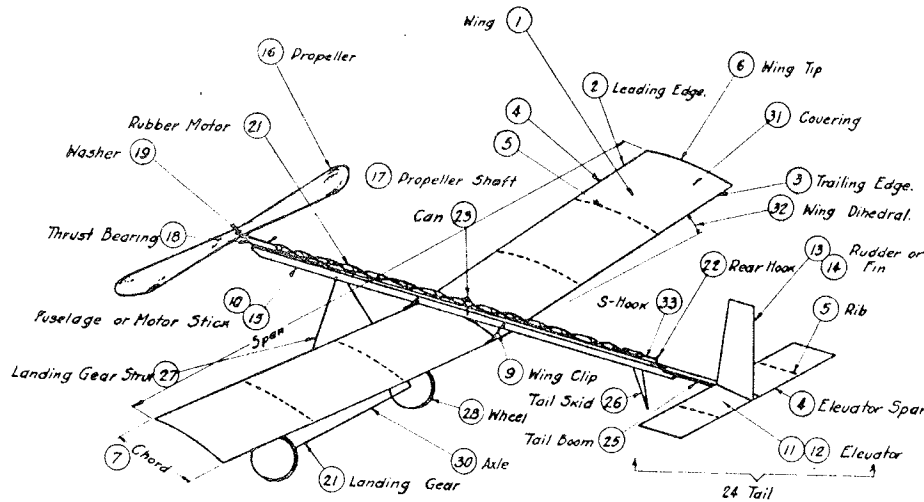 Wing 1
16 Propeller
2 Leading Edge.
6 Wing Tip
Rubber Motor 21
4
31 Covering
Washer 19
5
17 Propeller Shaft
3 Trailing Edge.
Can 23
32 Wing Dihedral.
Thrust Bearing 18
13 14 Rudder or
Fin
22 Rear Hook
10 15
S-Hook 33
Fuselage or Motor Stick
5 Rib
Span
Landing Gear Strut 27
9 Wing Clip
28 Wheel
Tail Skid 26
4 Elevator Spar
7 Chord
Tail Boom 25
30 Axle
11 12 Elevator
21 Landing Gear
24 Tail